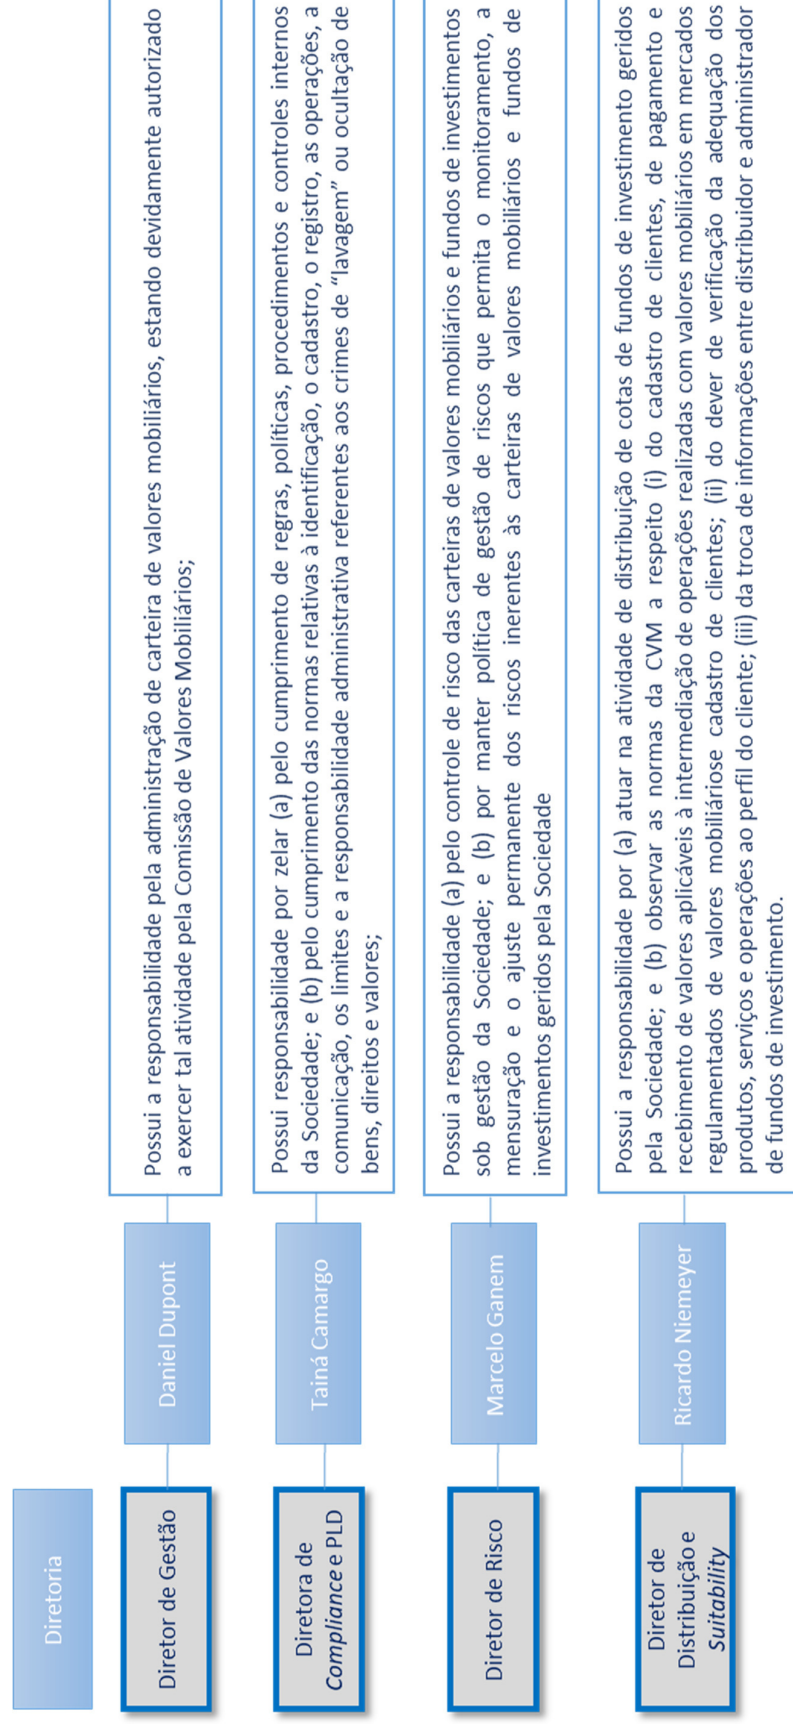 Diretoria
Diretor de Gestão
Daniel Dupont
Possui a responsabilidade pela administração de carteira de valores mobiliários, estando devidamente autorizado
a exercer tal atividade pela Comissão de Valores Mobiliários;
Diretora de
Compliance e PLD
Tainá Camargo
Possui responsabilidade por zelar (a) pelo cumprimento de regras, políticas, procedimentos e controles internos
da Sociedade; e (b) pelo cumprimento das normas relativas à identificação, o cadastro, o registro, as operações, a
comunicação, os limites e a responsabilidade administrativa referentes aos crimes de “lavagem” ou ocultação de
bens, direitos e valores;
Diretor de Risco
Marcelo Ganem
Possui a responsabilidade (a) pelo controle de risco das carteiras de valores mobiliários e fundos de investimentos
sob gestão da Sociedade; e (b) por manter política de gestão de riscos que permita o monitoramento, a
mensuração e o ajuste permanente dos riscos inerentes às carteiras de valores mobiliários e fundos de
investimentos geridos pela Sociedade
Diretor de
Distribuição e
Suitability
Ricardo Niemeyer
Possui a responsabilidade por (a) atuar na atividade de distribuição de cotas de fundos de investimento geridos
pela Sociedade; e (b) observar as normas da CVM a respeito (i) do cadastro de clientes, de pagamento e
recebimento de valores aplicáveis à intermediação de operações realizadas com valores mobiliários em mercados
regulamentados de valores mobiliáriose cadastro de clientes; (ii) do dever de verificação da adequação dos
produtos, serviços e operações ao perfil do cliente; (iii) da troca de informações entre distribuidor e administrador
de fundos de investimento.